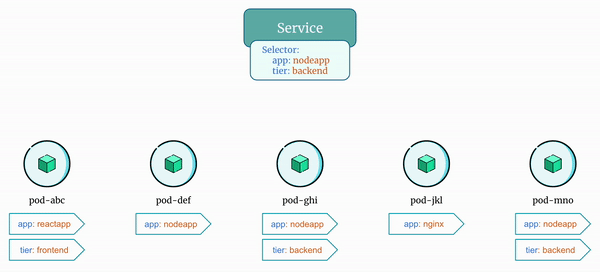 Service
Selector:
app: nodeapp
tier: backend
pod-abc
pod-def
pod-ghi
pod-jkl
pod-mno
app: reactapp
app: nodeapp
app: nodeapp
app: nginx
app: nodeapp
tier: frontend
tier: backend
tier: backend